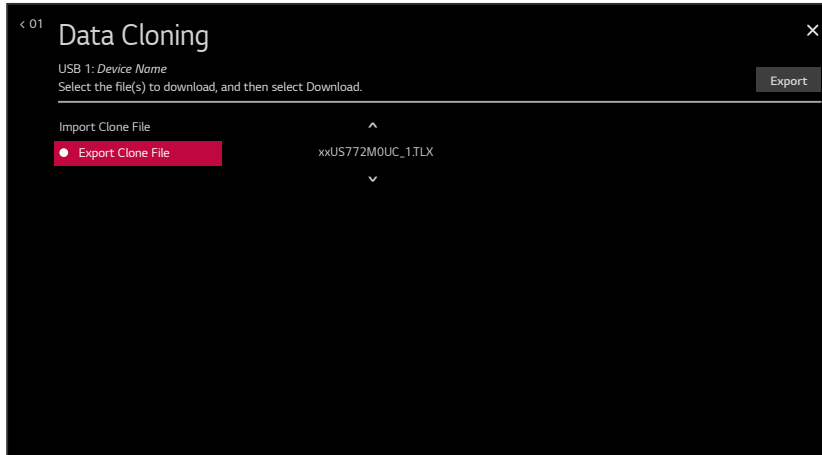 < 01
Data Cloning
USB 1: Device Name
Select the file(s) to download, and then select Download.
Export
Import Clone File
Export Clone File
xxUS772M0UC_1.TLX